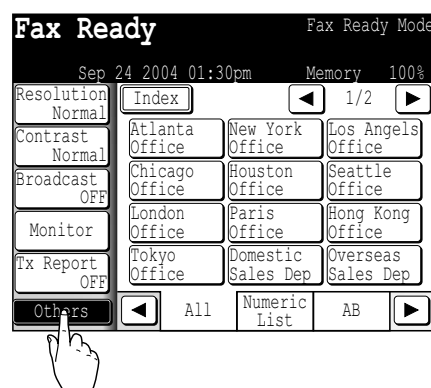 Fax Ready
Fax Ready Mode
Sep 24 2004 01:30pm Memory 100%
Resolution
Normal
Index
1/2
Contrast
Normal
Atlanta
Office
New York
Office
Los Angels
Office
Broadcast
OFF
Chicago
Office
Houston
Office
Seattle
Office
Monitor
London
Office
Paris
Office
Hong Kong
Office
Tx Report
OFF
Tokyo
Office
Domestic
Sales Dep
Overseas
Sales Dep
Others
All
Numeric
List
AB